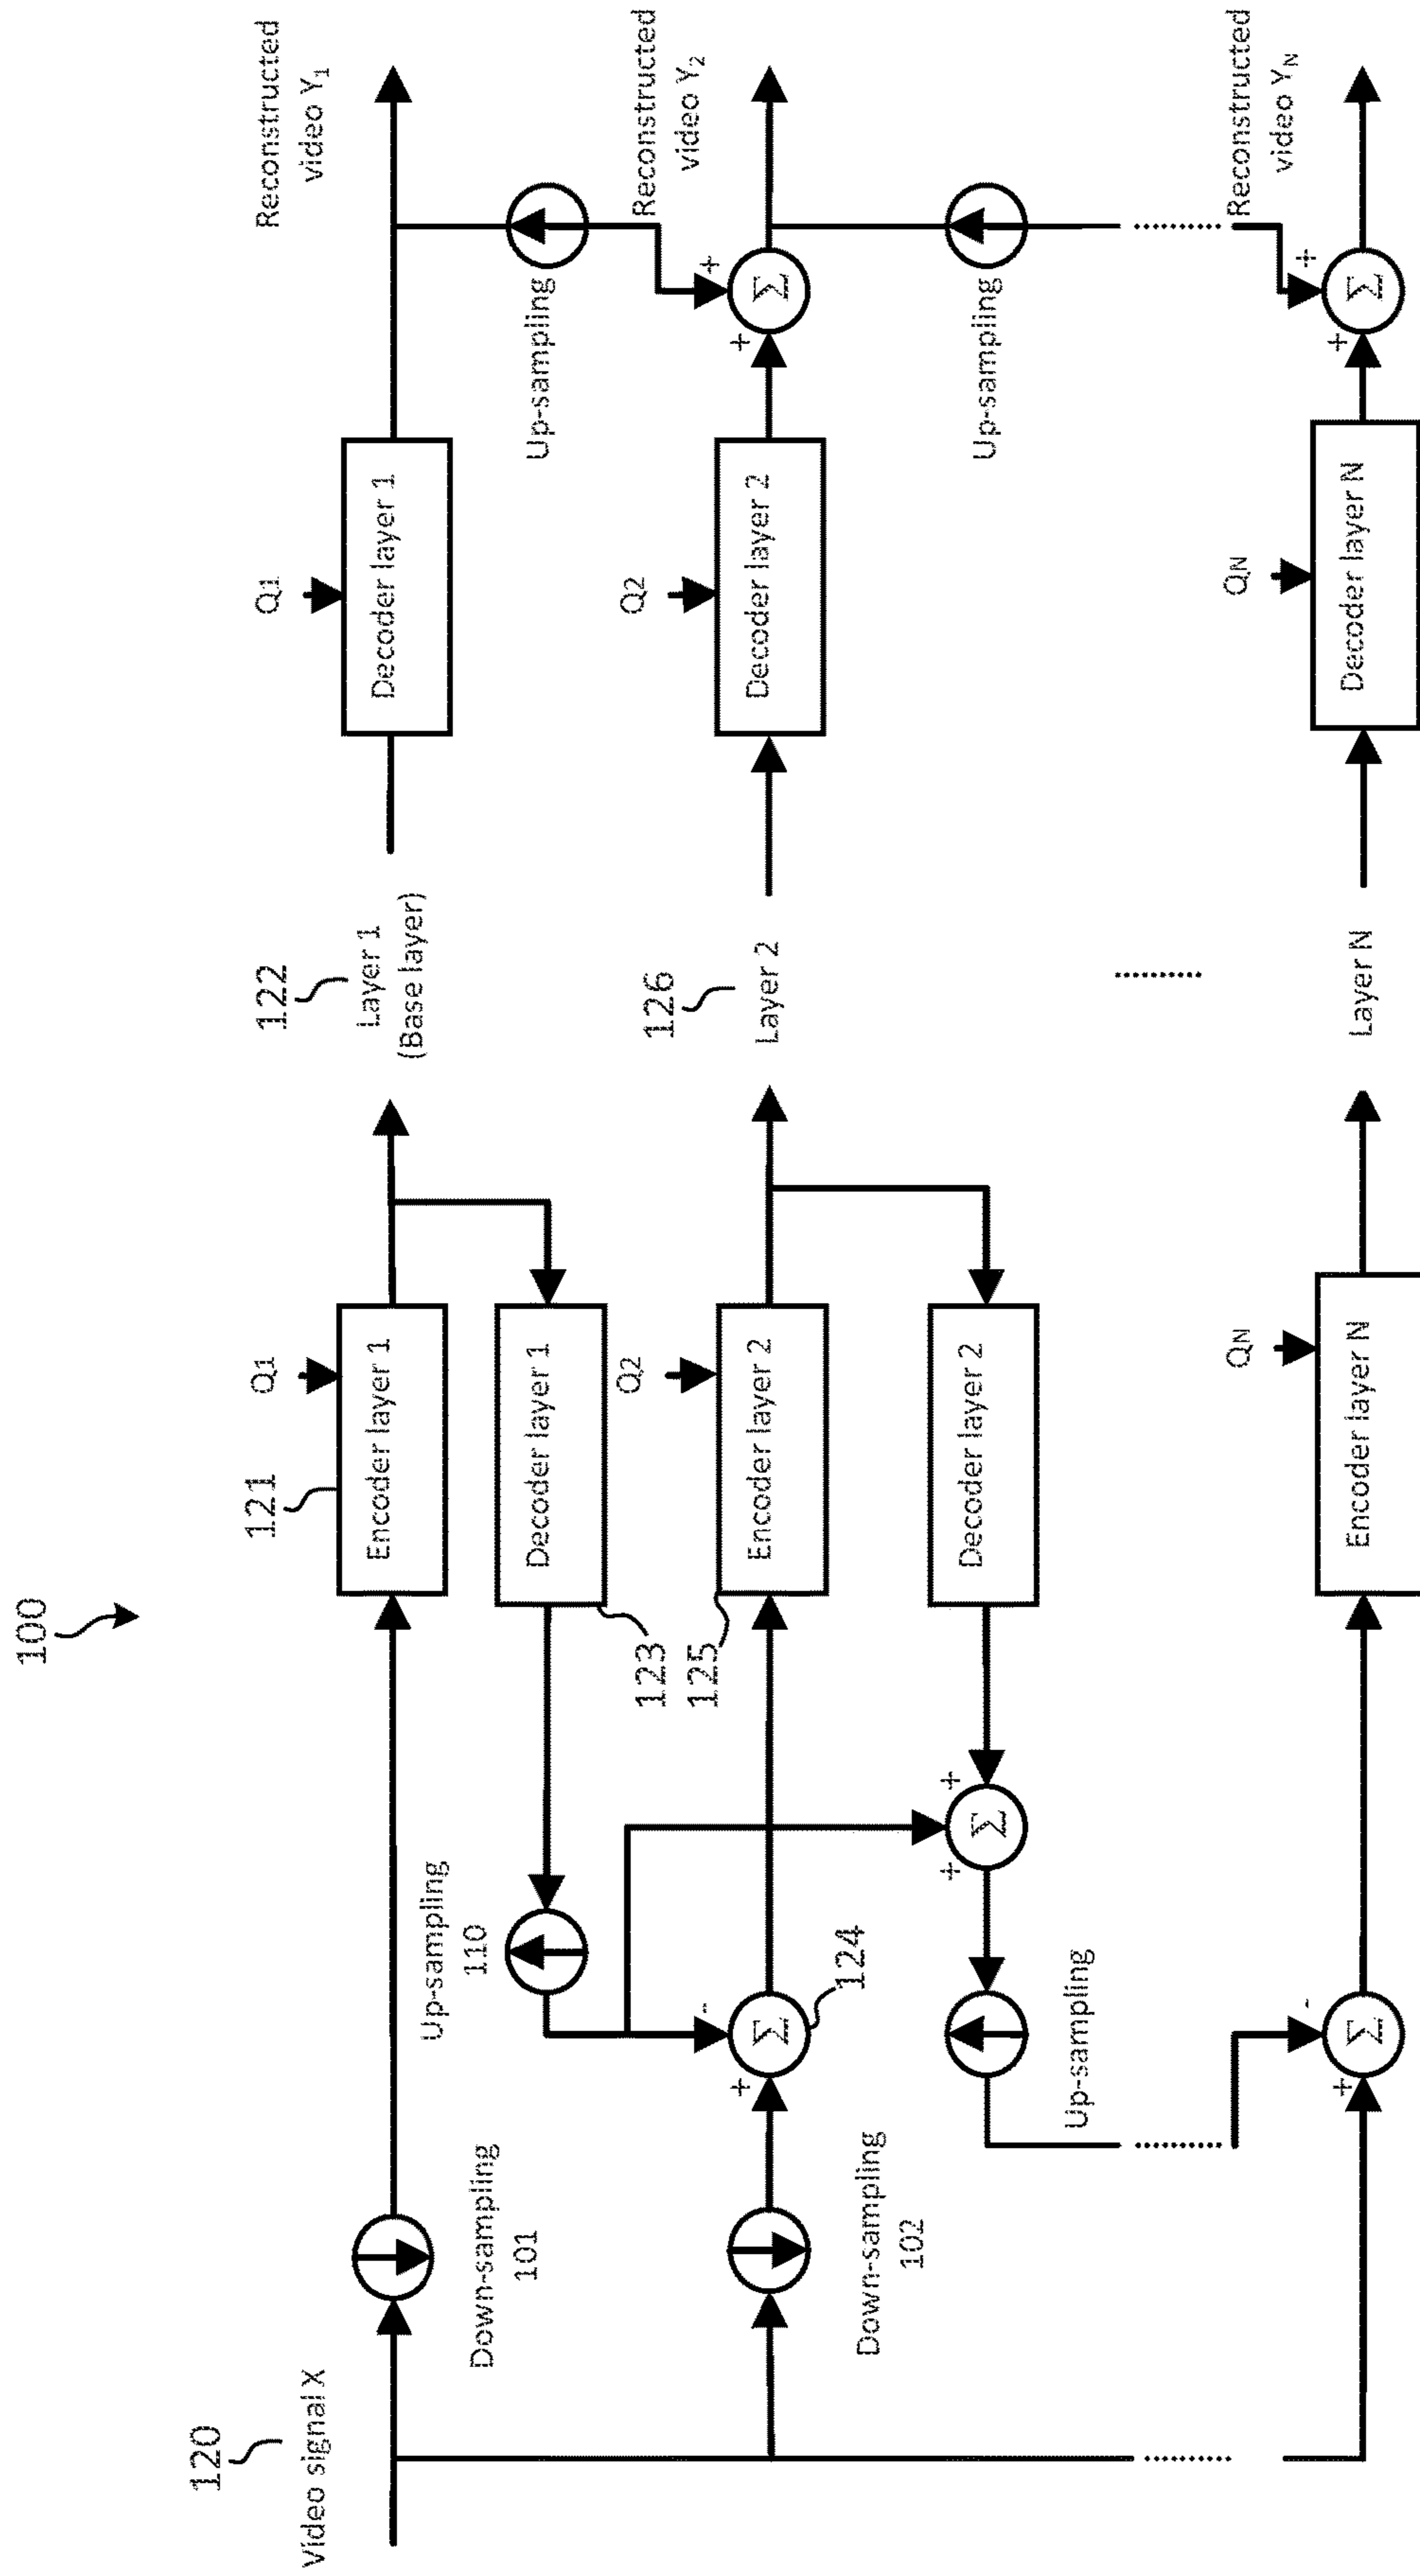 100
120
Video signal X
Down-sampling
101
Up-sampling
110
121
Q1
Encoder layer 1
122
Layer 1
(Base layer)
Q1
Decoder layer 1
Reconstructed
video Y1
Decoder layer 1
123
Up-sampling
Down-sampling
102
+
-
Σ
124
125
Q2
Encoder layer 2
126
Layer 2
Q2
Decoder layer 2
+
+
Σ
Reconstructed
video Y2
Up-sampling
+
+
Σ
Decoder layer 2
Up-sampling
+
-
Σ
QN
Encoder layer N
Layer N
QN
Decoder layer N
+
+
Σ
Reconstructed
video YN